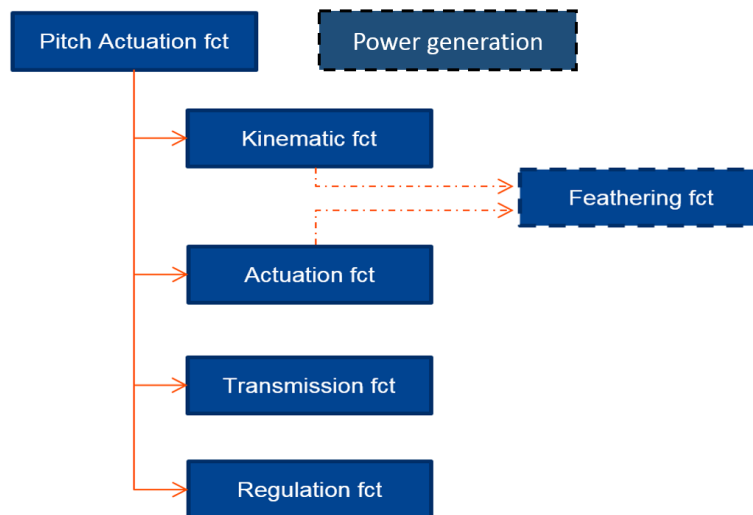 Pitch Actuation fct
Power generation
Kinematic fct
Feathering fct
Actuation fct
Transmission fct
Regulation fct